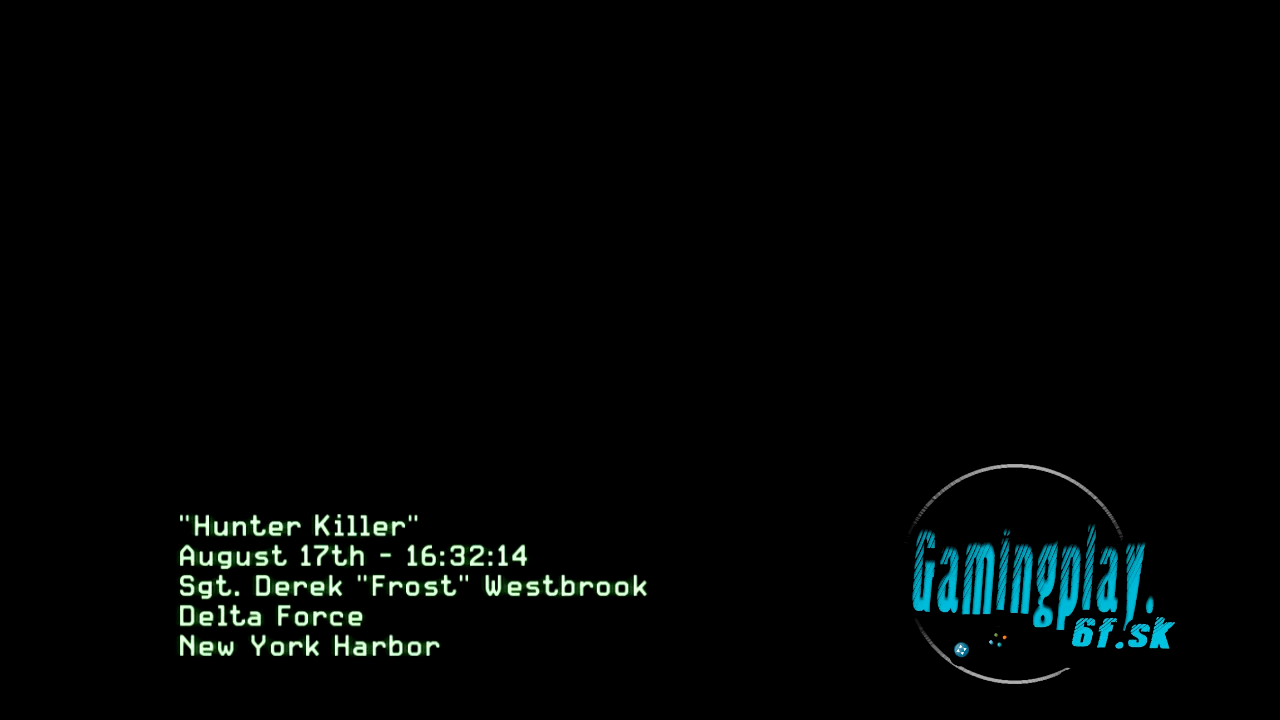 "Hunter Killer"
August 17th - 16:32:14
Sgt. Derek "Frost" Westbrook
Delta Force
New York Harbor
Gamingplay.
6f.sk